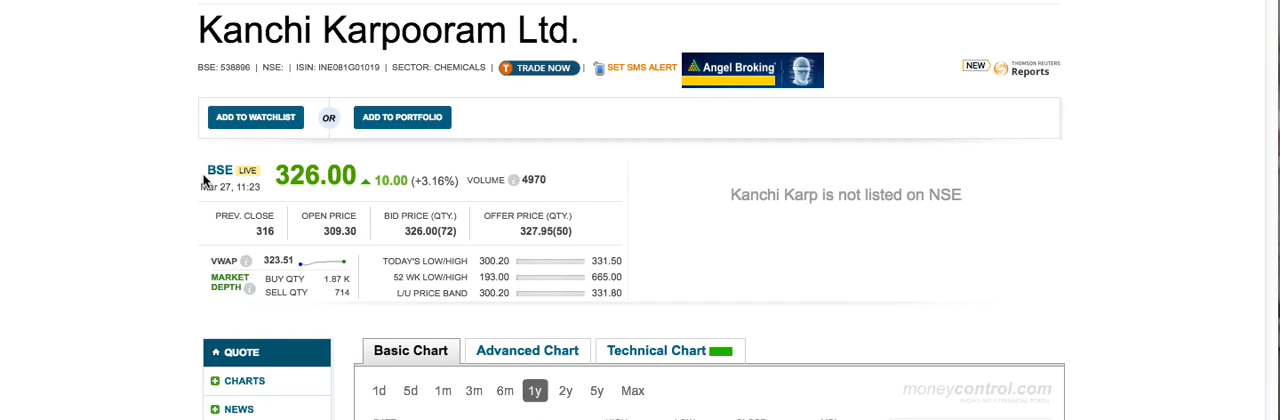 Kanchi Karpooram Ltd.
BSE: 538896 | NSE: | ISIN: INE081G01019 | SECTOR: CHEMICALS | T TRADE NOW | SET SMS ALERT Angel Broking NEW THOMSON REUTERS Reports
ADD TO WATCHLIST OR ADD TO PORTFOLIO
BSE LIVE 326.00 10.00 (+3.16%) VOLUME 4970
Mar 27, 11:23
Kanchi Karp is not listed on NSE
PREV. CLOSE OPEN PRICE BID PRICE (QTY.) OFFER PRICE (QTY.)
316 309.30 326.00(72) 327.95(50)
VWAP 323.51 TODAY'S LOW/HIGH 300.20 331.50
MARKET DEPTH BUY QTY 1.87 K 52 WK LOW/HIGH 193.00 665.00
SELL QTY 714 L/U PRICE BAND 300.20 331.80
QUOTE Basic Chart Advanced Chart Technical Chart
CHARTS 1d 5d 1m 3m 6m 1y 2y 5y Max moneycontrol.com
NEWS